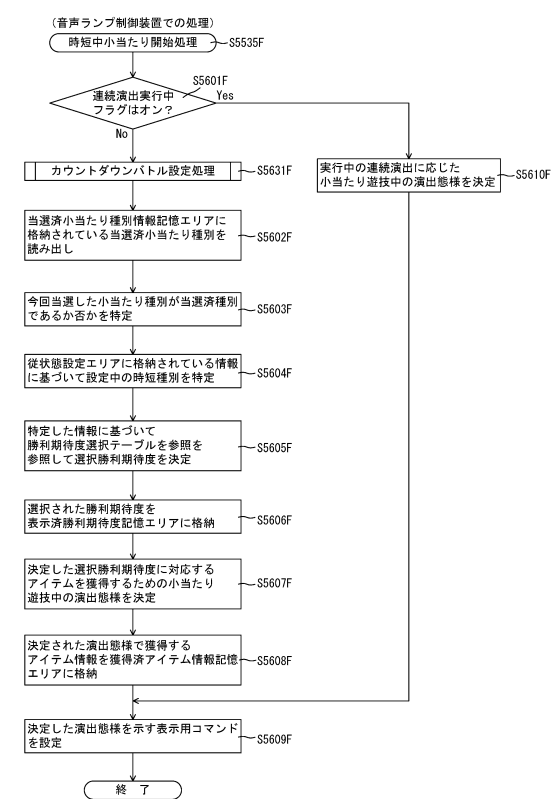 (音声ランプ制御装置での処理)
時短中小当たり開始処理
S5535F
S5601F
連続演出実行中
フラグはオン？
Yes
No
カウントダウンバトル設定処理
S5631F
実行中の連続演出に応じた
小当たり遊技中の演出態様を決定
S5610F
当選済小当たり種別情報記憶エリアに
格納されている当選済小当たり種別を
読み出し
S5602F
今回当選した小当たり種別が当選済種別
であるか否かを特定
S5603F
従状態設定エリアに格納されている情報
に基づいて設定中の時短種別を特定
S5604F
特定した情報に基づいて
勝利期待度選択テーブルを参照を
参照して選択勝利期待度を決定
S5605F
選択された勝利期待度を
表示済勝利期待度記憶エリアに格納
S5606F
決定した選択勝利期待度に対応する
アイテムを獲得するための小当たり
遊技中の演出態様を決定
S5607F
決定された演出態様で獲得する
アイテム情報を獲得済アイテム情報記憶
エリアに格納
S5608F
決定した演出態様を示す表示用コマンド
を設定
S5609F
終 了